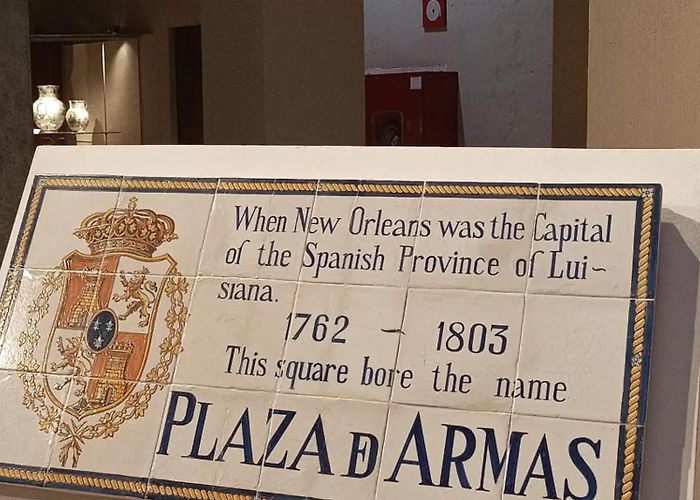 When New Orleans was the Capital
of the Spanish Province of Lui~
siana.
1762 – 1803
This square bore the name
PLAZA D ARMAS